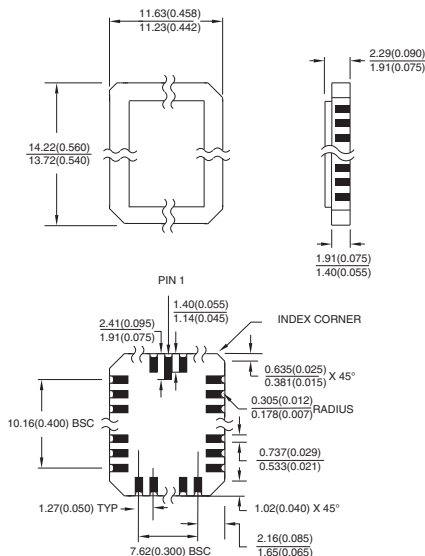 11.63(0.458)
11.23(0.442)
2.29(0.090)
1.91(0.075)
14.22(0.560)
13.72(0.540)
1.91(0.075)
1.40(0.055)
PIN 1
1.40(0.055)
1.14(0.045)
2.41(0.095)
1.91(0.075)
INDEX CORNER
0.635(0.025)
0.381(0.015) X 45°
0.305(0.012)
0.178(0.007) RADIUS
10.16(0.400) BSC
0.737(0.029)
0.533(0.021)
1.27(0.050) TYP
1.02(0.040) X 45°
7.62(0.300) BSC
2.16(0.085)
1.65(0.065)